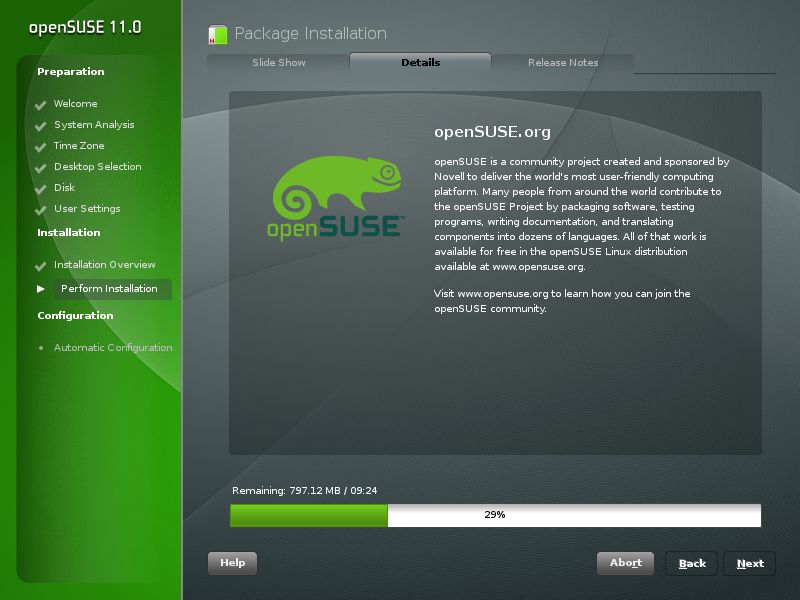 openSUSE 11.0
Preparation
Welcome
System Analysis
Time Zone
Desktop Selection
Disk
User Settings
Installation
Installation Overview
Perform Installation
Configuration
Automatic Configuration
Package Installation
Slide Show
Details
Release Notes
openSUSE™
openSUSE.org
openSUSE is a community project created and sponsored by
Novell to deliver the world's most user-friendly computing
platform. Many people from around the world contribute to
the openSUSE Project by packaging software, testing
programs, writing documentation, and translating
components into dozens of languages. All of that work is
available for free in the openSUSE Linux distribution
available at www.opensuse.org.
Visit www.opensuse.org to learn how you can join the
openSUSE community.
Remaining: 797.12 MB / 09:24
29%
Help
Abort
Back
Next